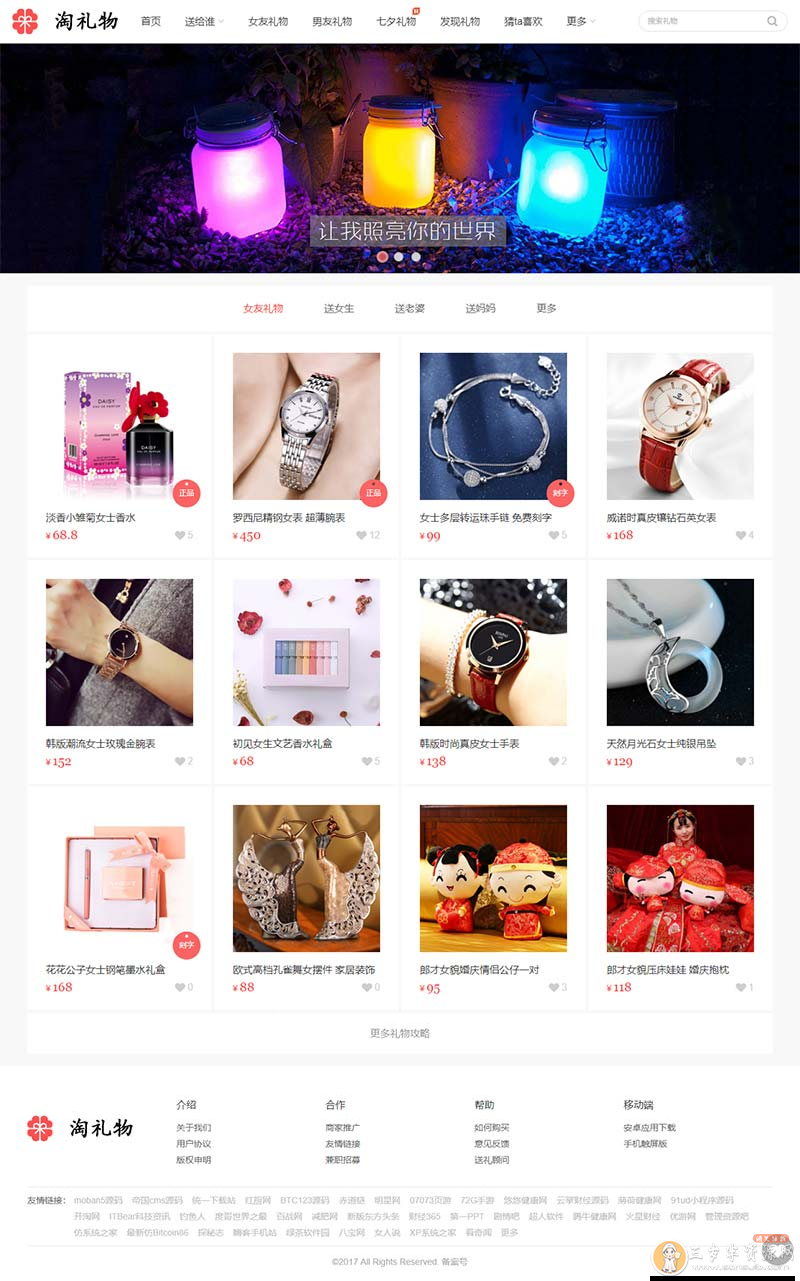 淘礼物 首页 送给谁 女友礼物 男友礼物 七夕礼物 发现礼物 猜ta喜欢 更多 搜索礼物
让我照亮你的世界
女友礼物 送女生 送老婆 送妈妈 更多
DAISY
DAISY
正品 正品 刻字
淡香小雏菊女士香水 罗西尼精钢女表 超薄腕表 女士多层转运珠手链 免费刻字 威诺时真皮镶钻石英女表
¥68.8 5 ¥450 12 ¥99 5 ¥168 4
韩版潮流女士玫瑰金腕表 初见女生文艺香水礼盒 韩版时尚真皮女士手表 天然月光石女士纯银吊坠
¥152 2 ¥68 5 ¥138 2 ¥129 3
刻字
花花公子女士钢笔墨水礼盒 欧式高档孔雀舞女摆件 家居装饰 郎才女貌婚庆情侣公仔一对 郎才女貌压床娃娃 婚庆抱枕
¥168 0 ¥88 0 ¥95 3 ¥118 1
更多礼物攻略
淘礼物
介绍 合作 帮助 移动端
关于我们 商家推广 如何购买 安卓应用下载
用户协议 友情链接 意见反馈 手机触屏版
版权申明 兼职招募 送礼顾问
友情链接: moban5源码 帝国cms源码 统一下载站 红厨网 BTC123源码 赤道链 明星网 07073页游 72G手游 悠悠健康网 云掌财经源码 薄荷健康网 91ud小程序源码
开淘网 ITBear科技资讯 钓鱼人 度哥世界之最 百战网 减肥网 新版东方头条 财经365 第一PPT 剧情吧 超人软件 腾牛健康网 火星财经 优游网 管理资源吧
仿系统之家 最新仿Bitcoin86 探秘志 嗨客手机站 绿茶软件园 八宝网 女人说 XP系统之家 看奇闻 更多
©2017 All Rights Reserved 备案号